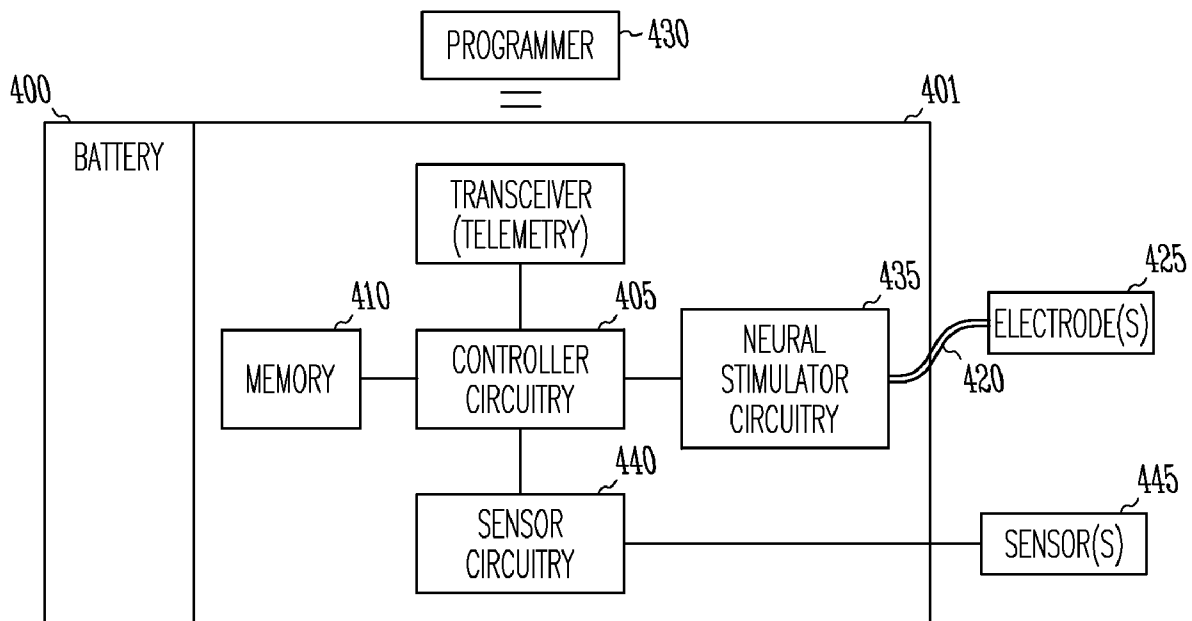 PROGRAMMER
430
400
401
BATTERY
TRANSCEIVER
(TELEMETRY)
410
405
435
425
MEMORY
CONTROLLER
CIRCUITRY
NEURAL
STIMULATOR
CIRCUITRY
ELECTRODE(S)
420
440
445
SENSOR
CIRCUITRY
SENSOR(S)